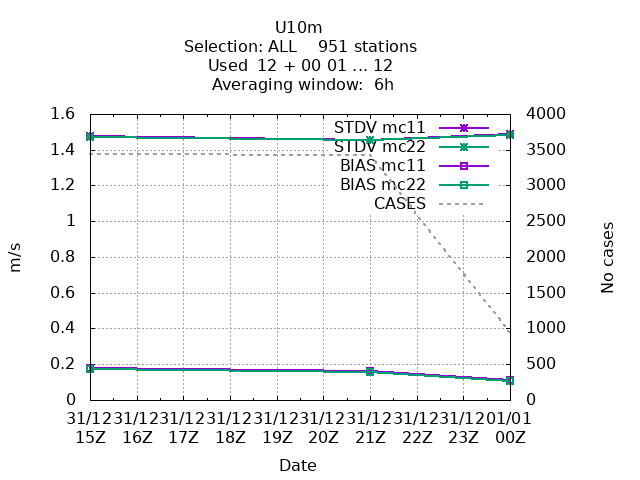 U10m
Selection: ALL    951 stations
Used  12 + 00 01 ... 12
Averaging window:  6h
1.6
1.4
1.2
1
0.8
0.6
0.4
0.2
0
4000
3500
3000
2500
2000
1500
1000
500
0
m/s
No cases
STDV mc11
STDV mc22
BIAS mc11
BIAS mc22
CASES
31/12 31/12 31/12 31/12 31/12 31/12 31/12 31/12 31/12 01/01
15Z 16Z 17Z 18Z 19Z 20Z 21Z 22Z 23Z 00Z
Date